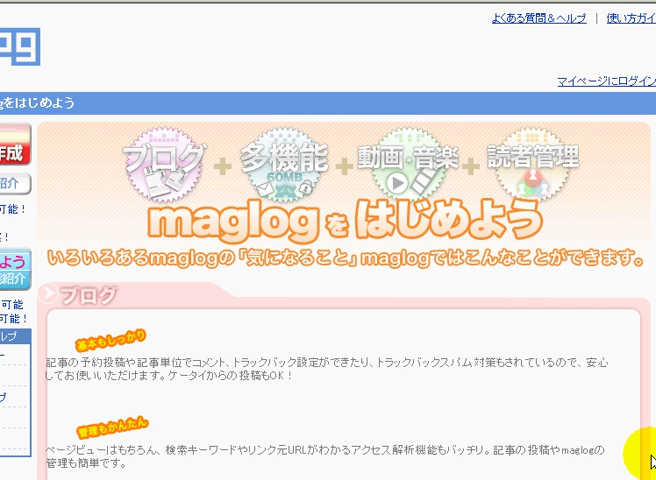 よくある質問＆ヘルプ | 使い方ガイ
マイページにログイン
gをはじめよう
作成
紹介
可能！
！
よう
紹介
可能
可能！
ルプ
ブログ + 多機能 60MB + 動画・音楽 + 読者管理
maglogをはじめよう
いろいろあるmaglogの「気になること」maglogではこんなことができます。
ブログ
基本もしっかり
記事の予約投稿や記事単位でコメント、トラックバック設定ができたり、トラックバックスパム対策もされているので、安心
してお使いいただけます。ケータイからの投稿もOK！
管理もかんたん
ページビューはもちろん、検索キーワードやリンク元URLがわかるアクセス解析機能もバッチリ。記事の投稿やmaglogの
管理も簡単です。